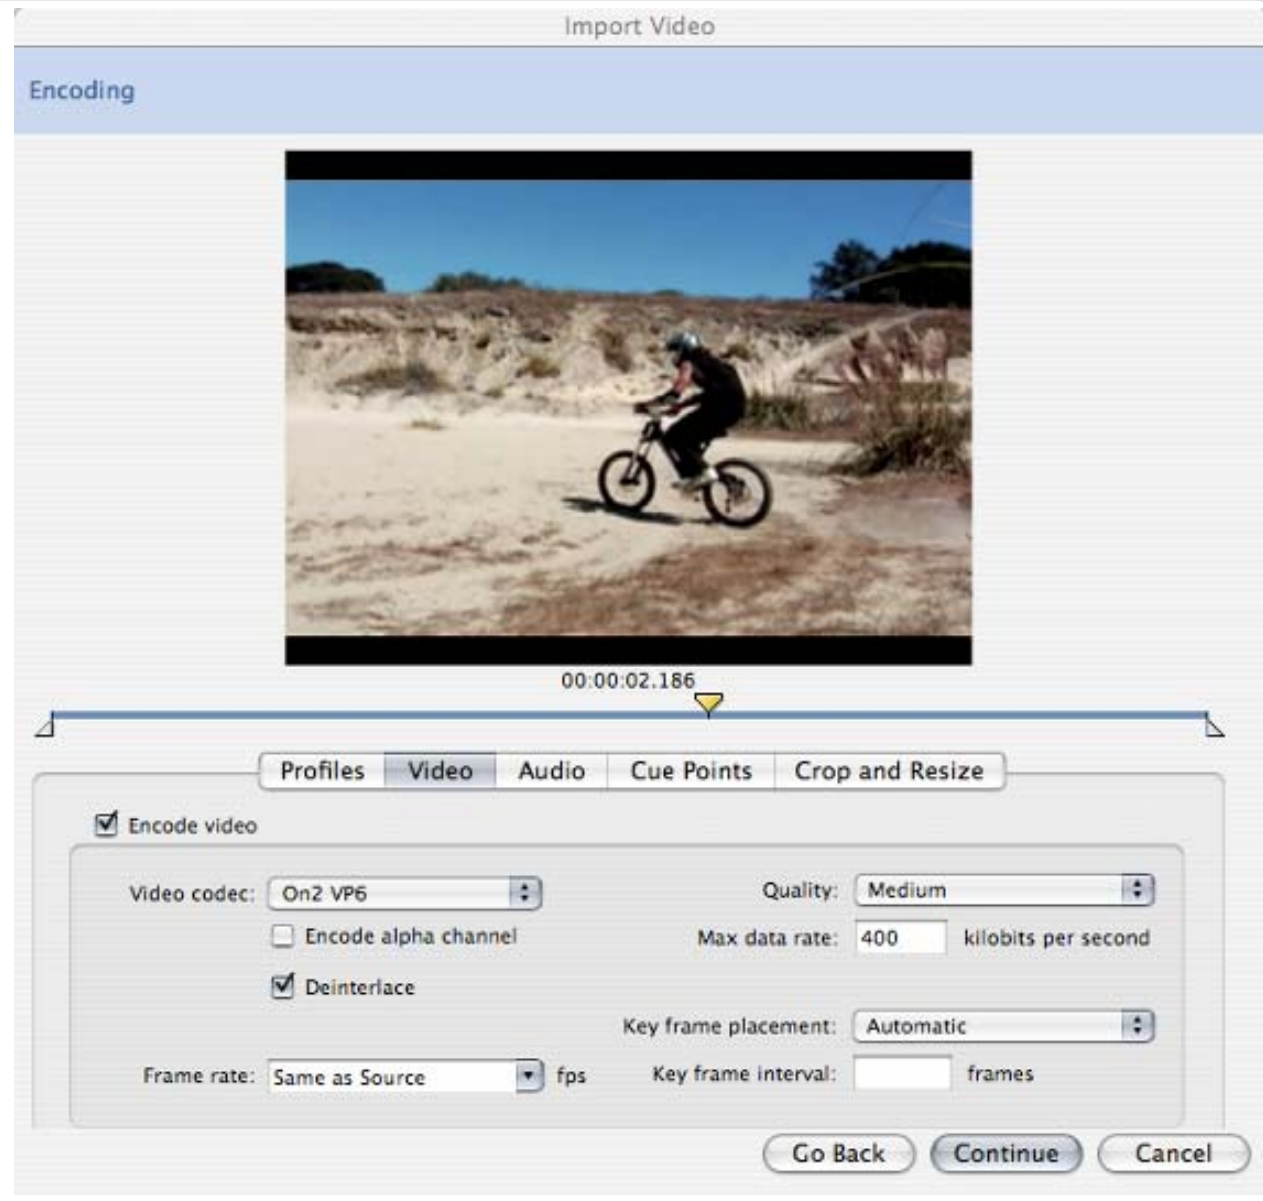 Import Video
Encoding
00:00:02.186
Profiles Video Audio Cue Points Crop and Resize
Encode video
Video codec: On2 VP6 Quality: Medium
Encode alpha channel Max data rate: 400 kilobits per second
Deinterlace
Key frame placement: Automatic
Frame rate: Same as Source fps Key frame interval: frames
Go Back Continue Cancel